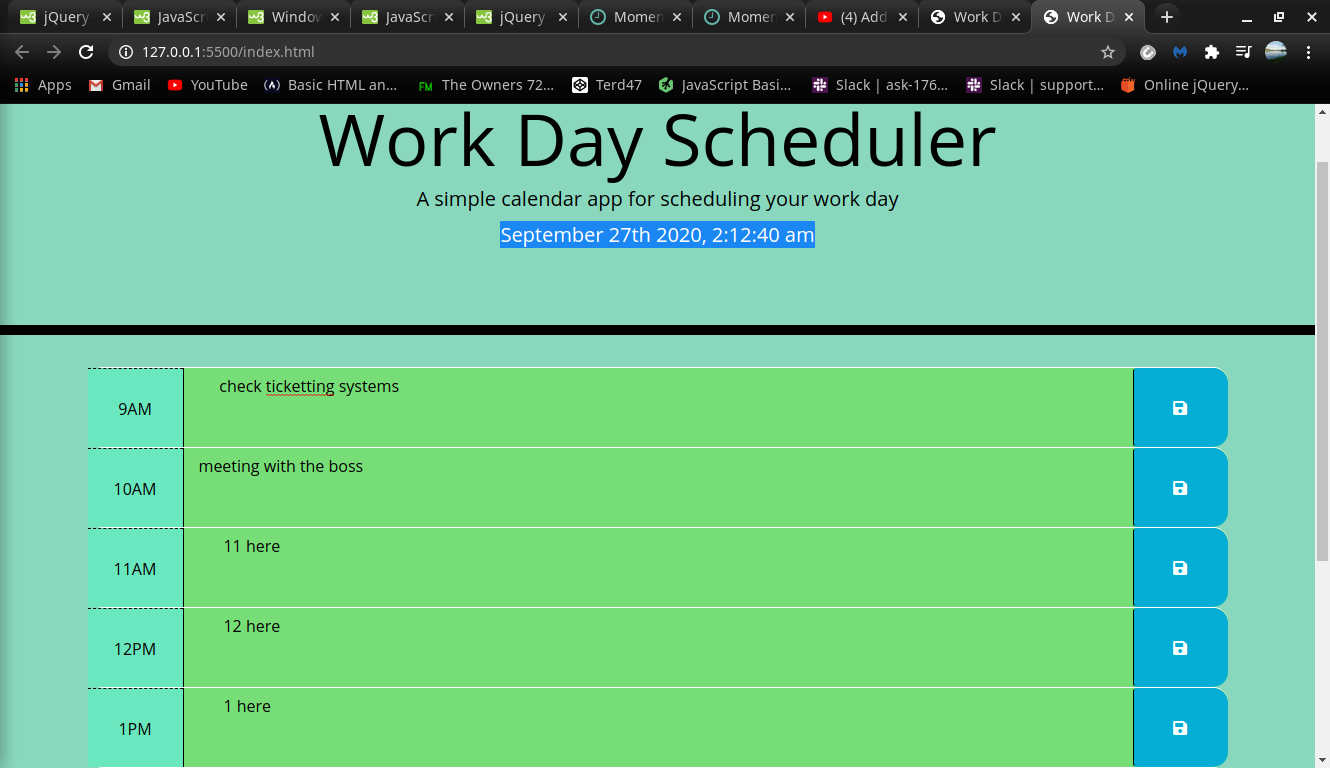 jQuery JavaScr Window JavaScr jQuery Momen Momen (4) Add Work D Work D
127.0.0.1:5500/index.html
Apps Gmail YouTube Basic HTML an... FM The Owners 72... Terd47 JavaScript Basi... Slack | ask-176... Slack | support... Online jQuery...
Work Day Scheduler
A simple calendar app for scheduling your work day
September 27th 2020, 2:12:40 am
9AM check ticketting systems
10AM meeting with the boss
11AM 11 here
12PM 12 here
1PM 1 here